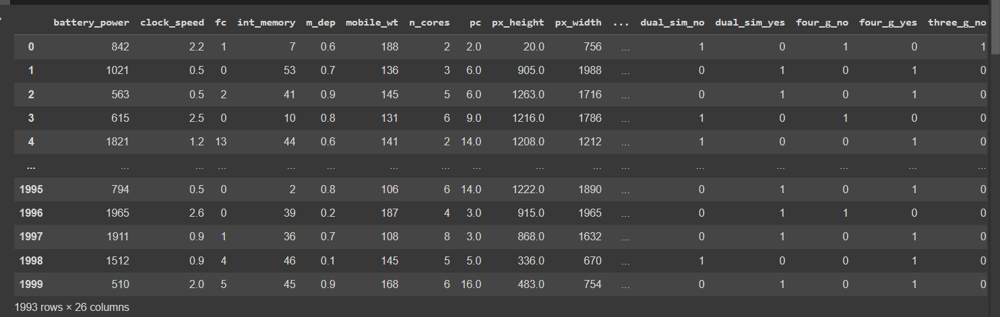 battery_power clock_speed fc int_memory m_dep mobile_wt n_cores pc px_height px_width ... dual_sim_no dual_sim_yes four_g_no four_g_yes three_g_no
0 842 2.2 1 7 0.6 188 2 2.0 20.0 756 ... 1 0 1 0 1
1 1021 0.5 0 53 0.7 136 3 6.0 905.0 1988 ... 0 1 0 1 0
2 563 0.5 2 41 0.9 145 5 6.0 1263.0 1716 ... 0 1 0 1 0
3 615 2.5 0 10 0.8 131 6 9.0 1216.0 1786 ... 1 0 1 0 0
4 1821 1.2 13 44 0.6 141 2 14.0 1208.0 1212 ... 1 0 0 1 0
... ... ... ... ... ... ... ... ... ... ... ... ... ... ... ... ...
1995 794 0.5 0 2 0.8 106 6 14.0 1222.0 1890 ... 0 1 0 1 0
1996 1965 2.6 0 39 0.2 187 4 3.0 915.0 1965 ... 0 1 1 0 0
1997 1911 0.9 1 36 0.7 108 8 3.0 868.0 1632 ... 0 1 0 1 0
1998 1512 0.9 4 46 0.1 145 5 5.0 336.0 670 ... 1 0 0 1 0
1999 510 2.0 5 45 0.9 168 6 16.0 483.0 754 ... 0 1 0 1 0
1993 rows × 26 columns